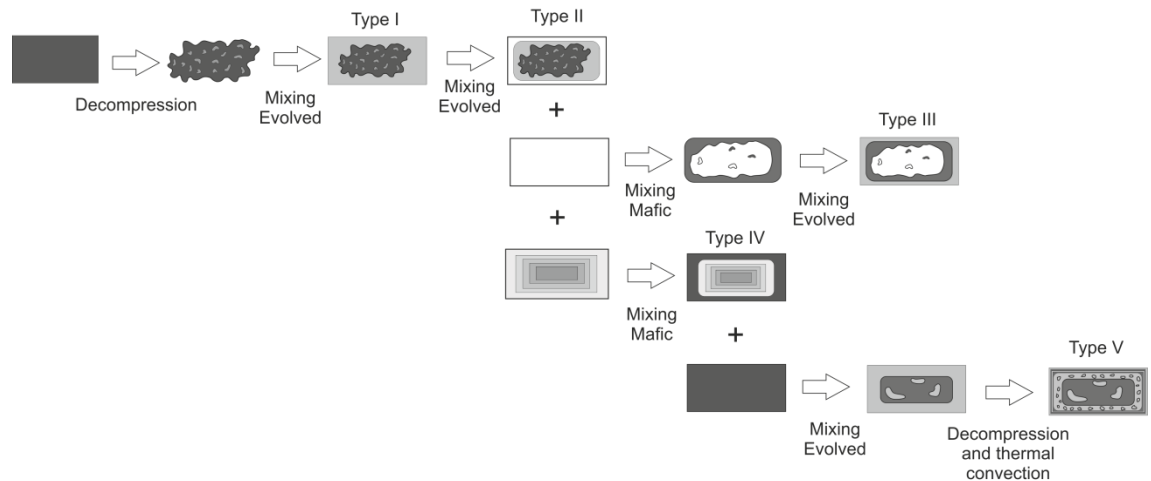 Type I
Type II
Decompression
Mixing
Evolved
Mixing
Evolved
+
Type III
Mixing
Mafic
Mixing
Evolved
+
Type IV
Mixing
Mafic
+
Type V
Mixing
Evolved
Decompression
and thermal
convection